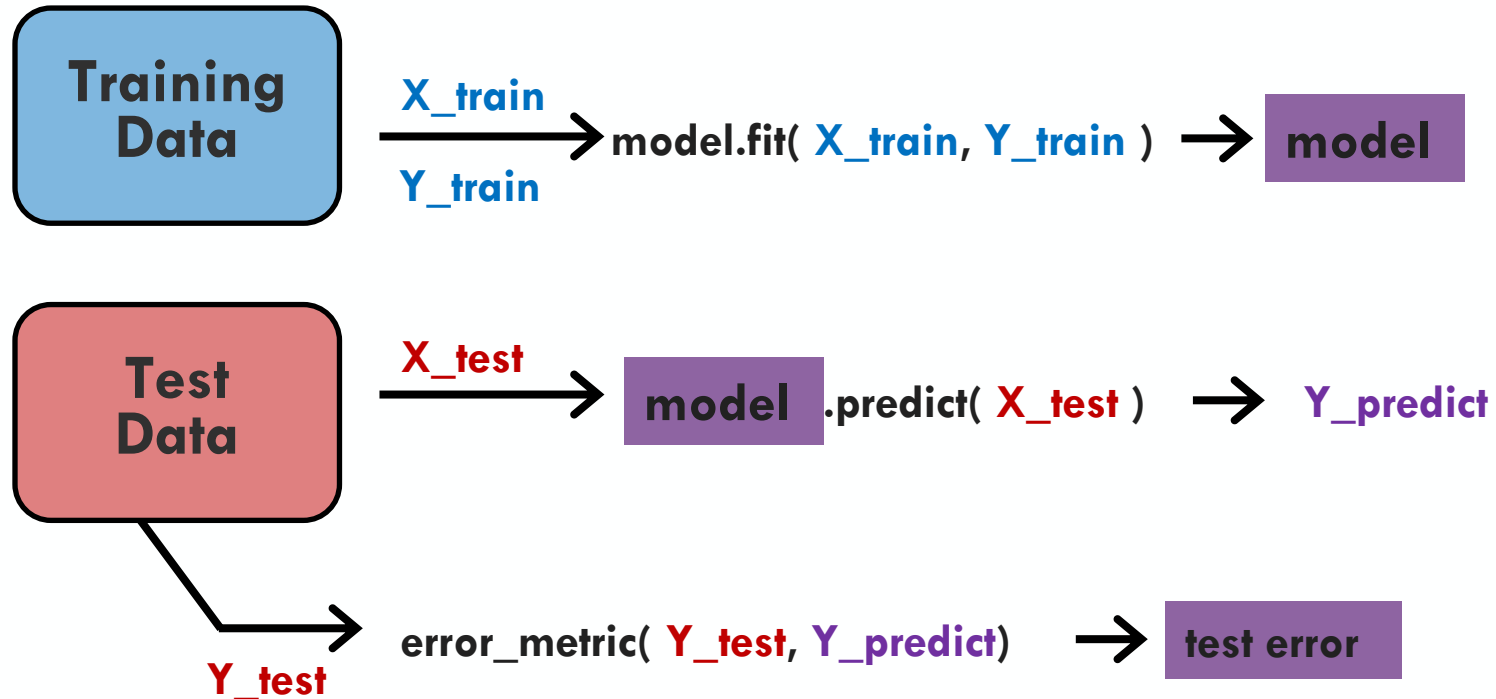 Training
Data
X_train
Y_train
model.fit( X_train, Y_train )
model
Test
Data
X_test
model .predict( X_test )
Y_predict
Y_test
error_metric( Y_test, Y_predict)
test error